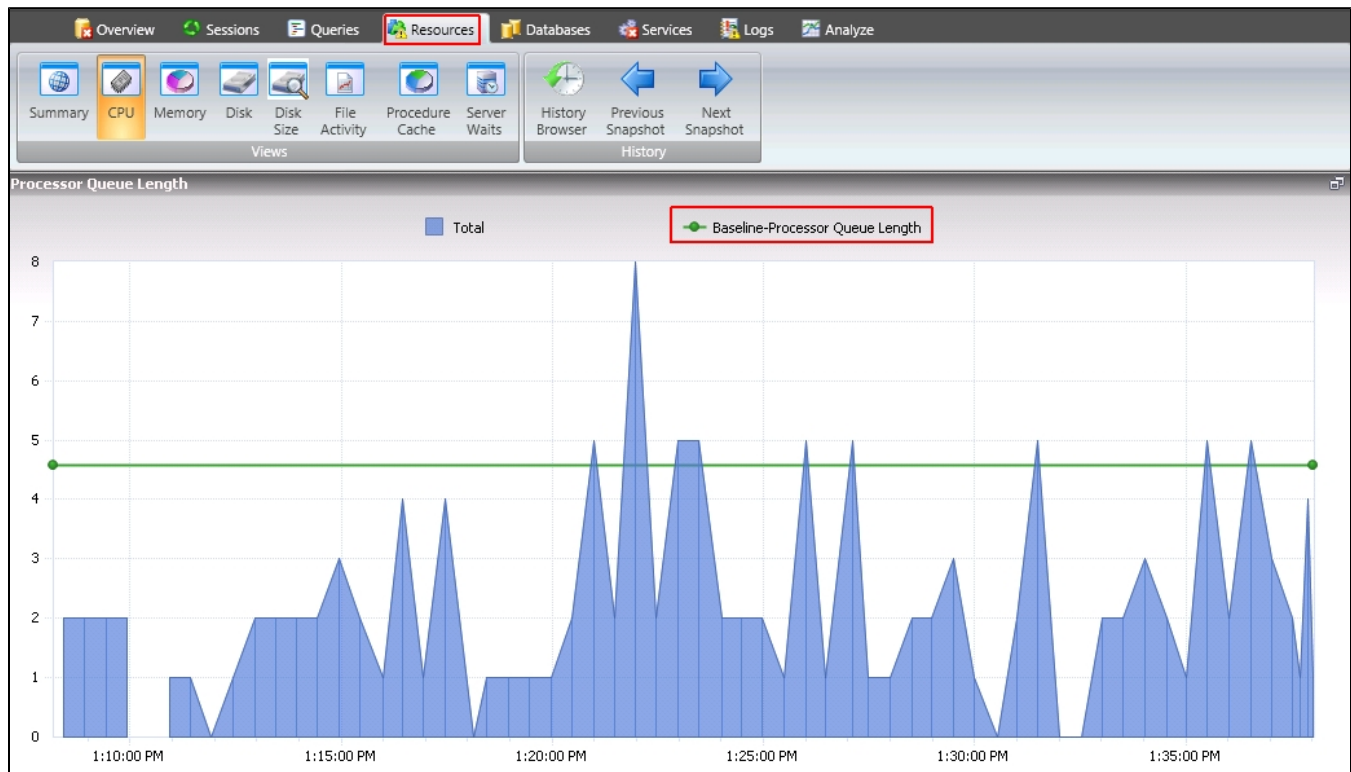 Overview Sessions Queries Resources Databases Services Logs Analyze
Summary CPU Memory Disk Disk Size File Activity Procedure Cache Server Waits
Views
History Browser Previous Snapshot Next Snapshot
History
Processor Queue Length
Total
Baseline-Processor Queue Length
8
7
6
5
4
3
2
1
0
1:10:00 PM 1:15:00 PM 1:20:00 PM 1:25:00 PM 1:30:00 PM 1:35:00 PM